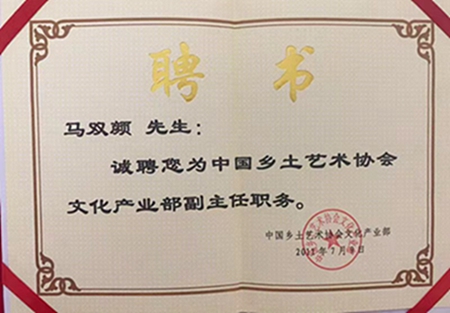 聘书
马双颇 先生：
诚聘您为中国乡土艺术协会
文化产业部副主任职务。
中国乡土艺术协会文化产业部
年7月 日